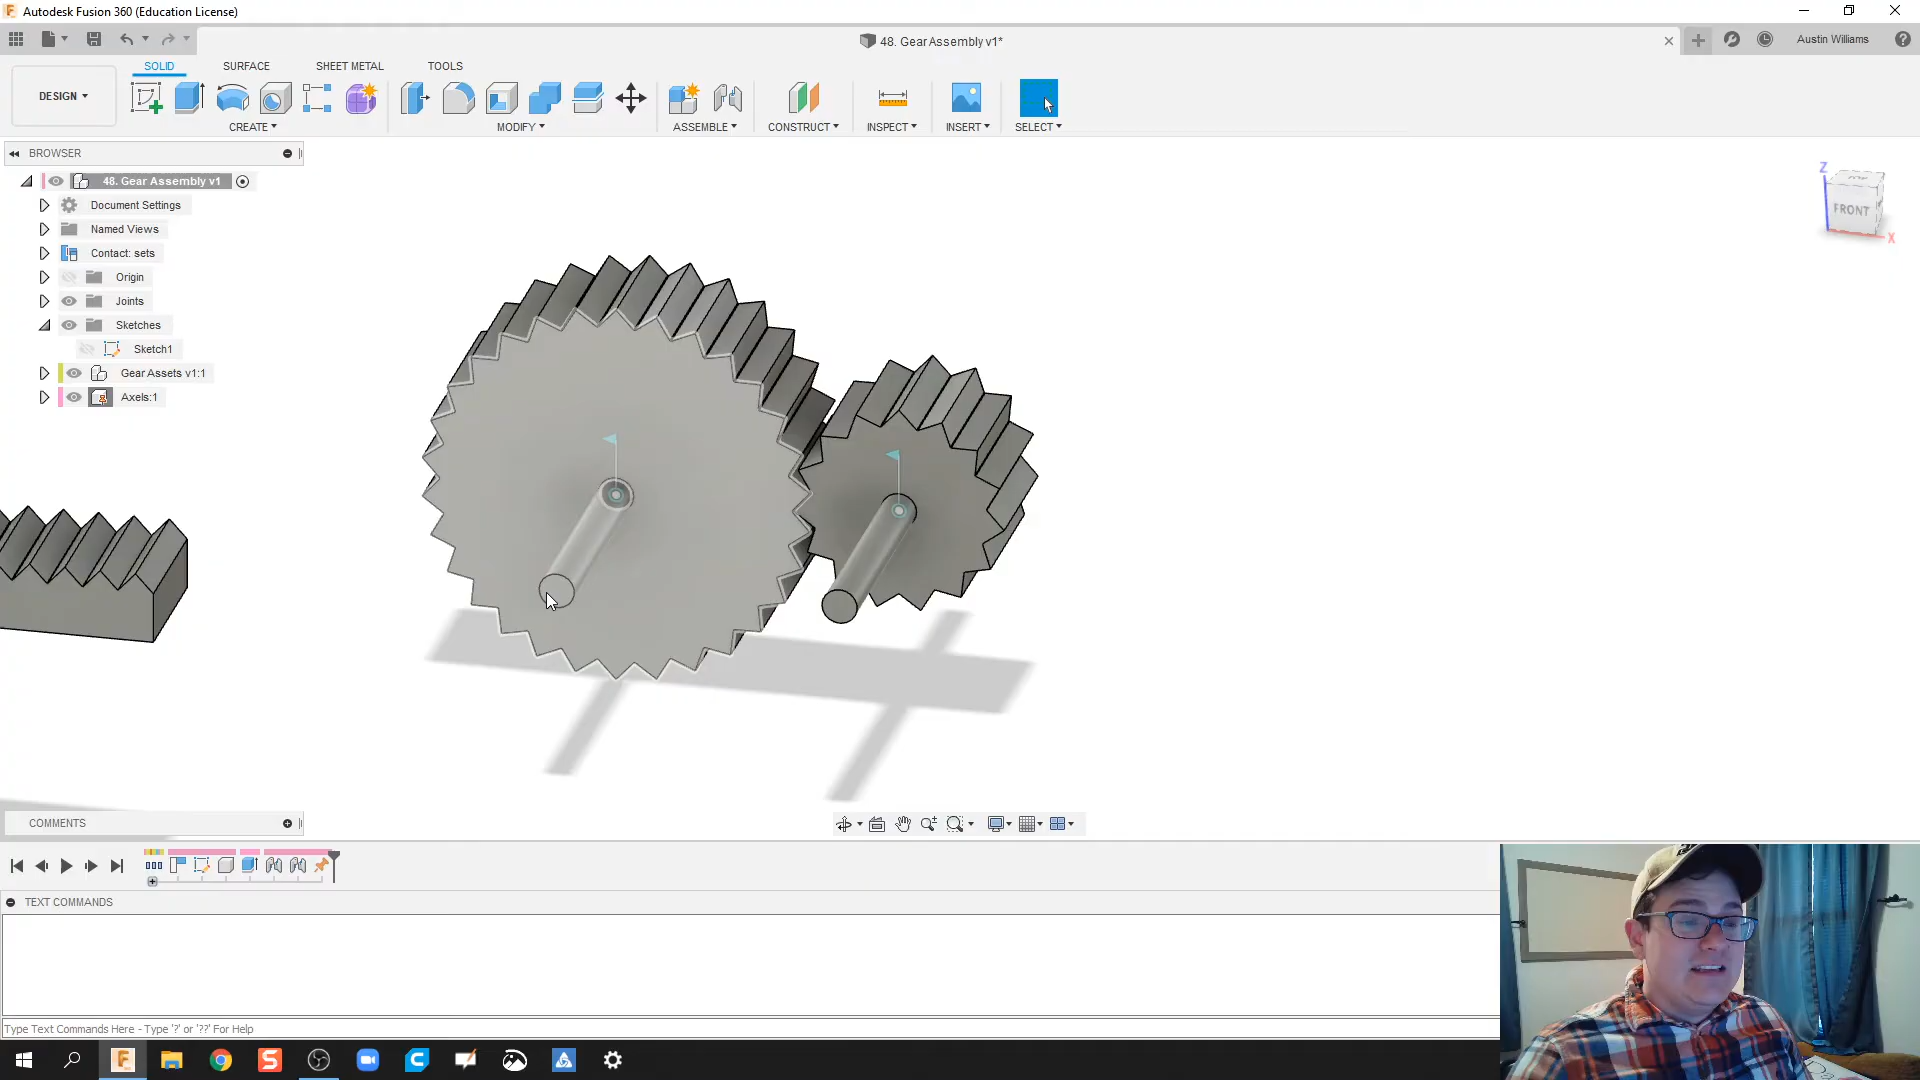 Autodesk Fusion 360 (Education License)
48. Gear Assembly v1*
Austin Williams
SOLID SURFACE SHEET METAL TOOLS
DESIGN
CREATE MODIFY ASSEMBLE CONSTRUCT INSPECT INSERT SELECT
BROWSER
48. Gear Assembly v1
Document Settings
Named Views
Contact: sets
Origin
Joints
Sketches
Sketch1
Gear Assets v1:1
Axels:1
Z
TOP
FRONT
X
COMMENTS
TEXT COMMANDS
Type Text Commands Here - Type '?' or '??' For Help